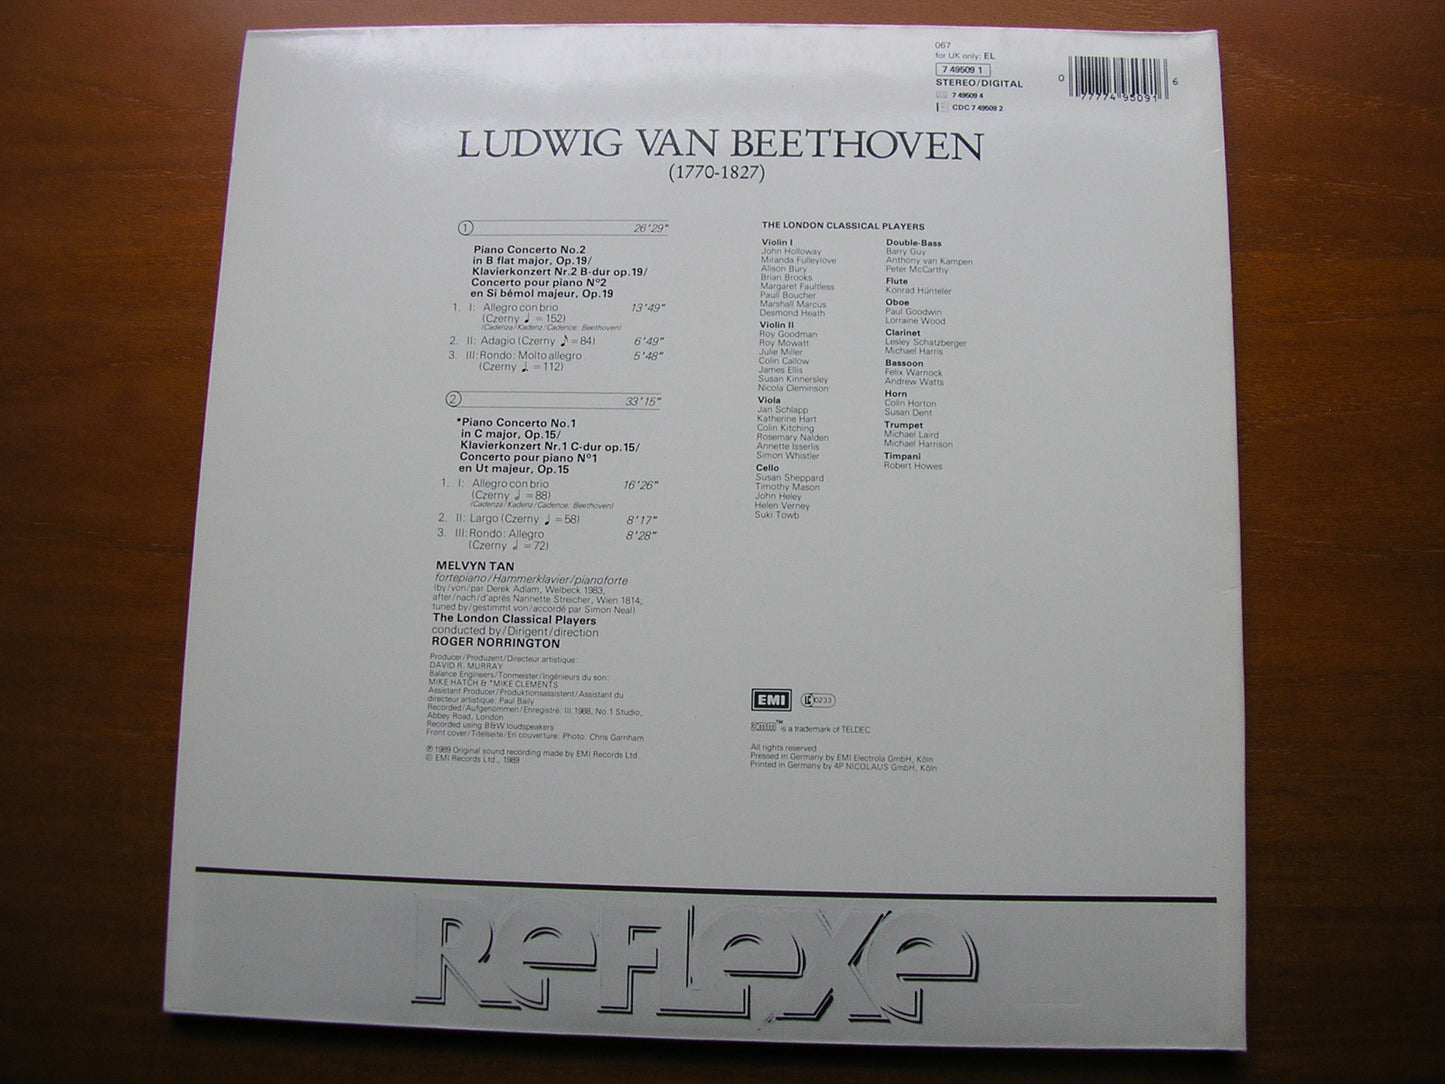 067
for UK only: EL
7 49509 1
STEREO/DIGITAL
7 49509 4
CDC 7 49509 2
0 77774 95091 6
LUDWIG VAN BEETHOVEN
(1770-1827)
1 26'29"
Piano Concerto No.2
in B flat major, Op.19/
Klavierkonzert Nr.2 B-dur op.19/
Concerto pour piano Nº2
en Si bémol majeur, Op.19
1. I: Allegro con brio 13'49"
(Czerny ♩ = 152)
(Cadenza/Kadenz/Cadence: Beethoven)
2. II: Adagio (Czerny ♪ = 84) 6'49"
3. III: Rondo: Molto allegro 5'48"
(Czerny ♩. = 112)
2 33'15"
*Piano Concerto No.1
in C major, Op.15/
Klavierkonzert Nr.1 C-dur op.15/
Concerto pour piano Nº1
en Ut majeur, Op.15
1. I: Allegro con brio 16'26"
(Czerny 𝅗𝅥 = 88)
(Cadenza/Kadenz/Cadence: Beethoven)
2. II: Largo (Czerny ♩ = 58) 8'17"
3. III: Rondo: Allegro 8'28"
(Czerny 𝅗𝅥 = 72)
MELVYN TAN
fortepiano/Hammerklavier/pianoforte
(by/von/par Derek Adlam, Welbeck 1983,
after/nach/d'après Nannette Streicher, Wien 1814;
tuned by/gestimmt von/accordé par Simon Neal)
The London Classical Players
conducted by/Dirigent/direction
ROGER NORRINGTON
Producer/Produzent/Directeur artistique:
DAVID R. MURRAY
Balance Engineers/Tonmeister/Ingénieurs du son:
MIKE HATCH & *MIKE CLEMENTS
Assistant Producer/Produktionsassistent/Assistant du
directeur artistique: Paul Baily
Recorded/Aufgenommen/Enregistré: III.1988, No.1 Studio,
Abbey Road, London
Recorded using B&W loudspeakers
Front cover/Titelseite/En couverture: Photo: Chris Garnham
℗ 1989 Original sound recording made by EMI Records Ltd.
© EMI Records Ltd., 1989
THE LONDON CLASSICAL PLAYERS
Violin I
John Holloway
Miranda Fulleylove
Alison Bury
Brian Brooks
Margaret Faultless
Pauli Boucher
Marshall Marcus
Desmond Heath
Violin II
Roy Goodman
Roy Mowatt
Julie Miller
Colin Callow
James Ellis
Susan Kinnersley
Nicola Cleminson
Viola
Jan Schlapp
Katherine Hart
Colin Kitching
Rosemary Nalden
Annette Isserlis
Simon Whistler
Cello
Susan Sheppard
Timothy Mason
John Heley
Helen Verney
Suki Towb
Double-Bass
Barry Guy
Anthony van Kampen
Peter McCarthy
Flute
Konrad Hünteler
Oboe
Paul Goodwin
Lorraine Wood
Clarinet
Lesley Schatzberger
Michael Harris
Bassoon
Felix Warnock
Andrew Watts
Horn
Colin Horton
Susan Dent
Trumpet
Michael Laird
Michael Harrison
Timpani
Robert Howes
EMI LC 0233
™ is a trademark of TELDEC
All rights reserved
Pressed in Germany by EMI Electrola GmbH, Köln
Printed in Germany by 4P NICOLAUS GmbH, Köln
REFLEXE